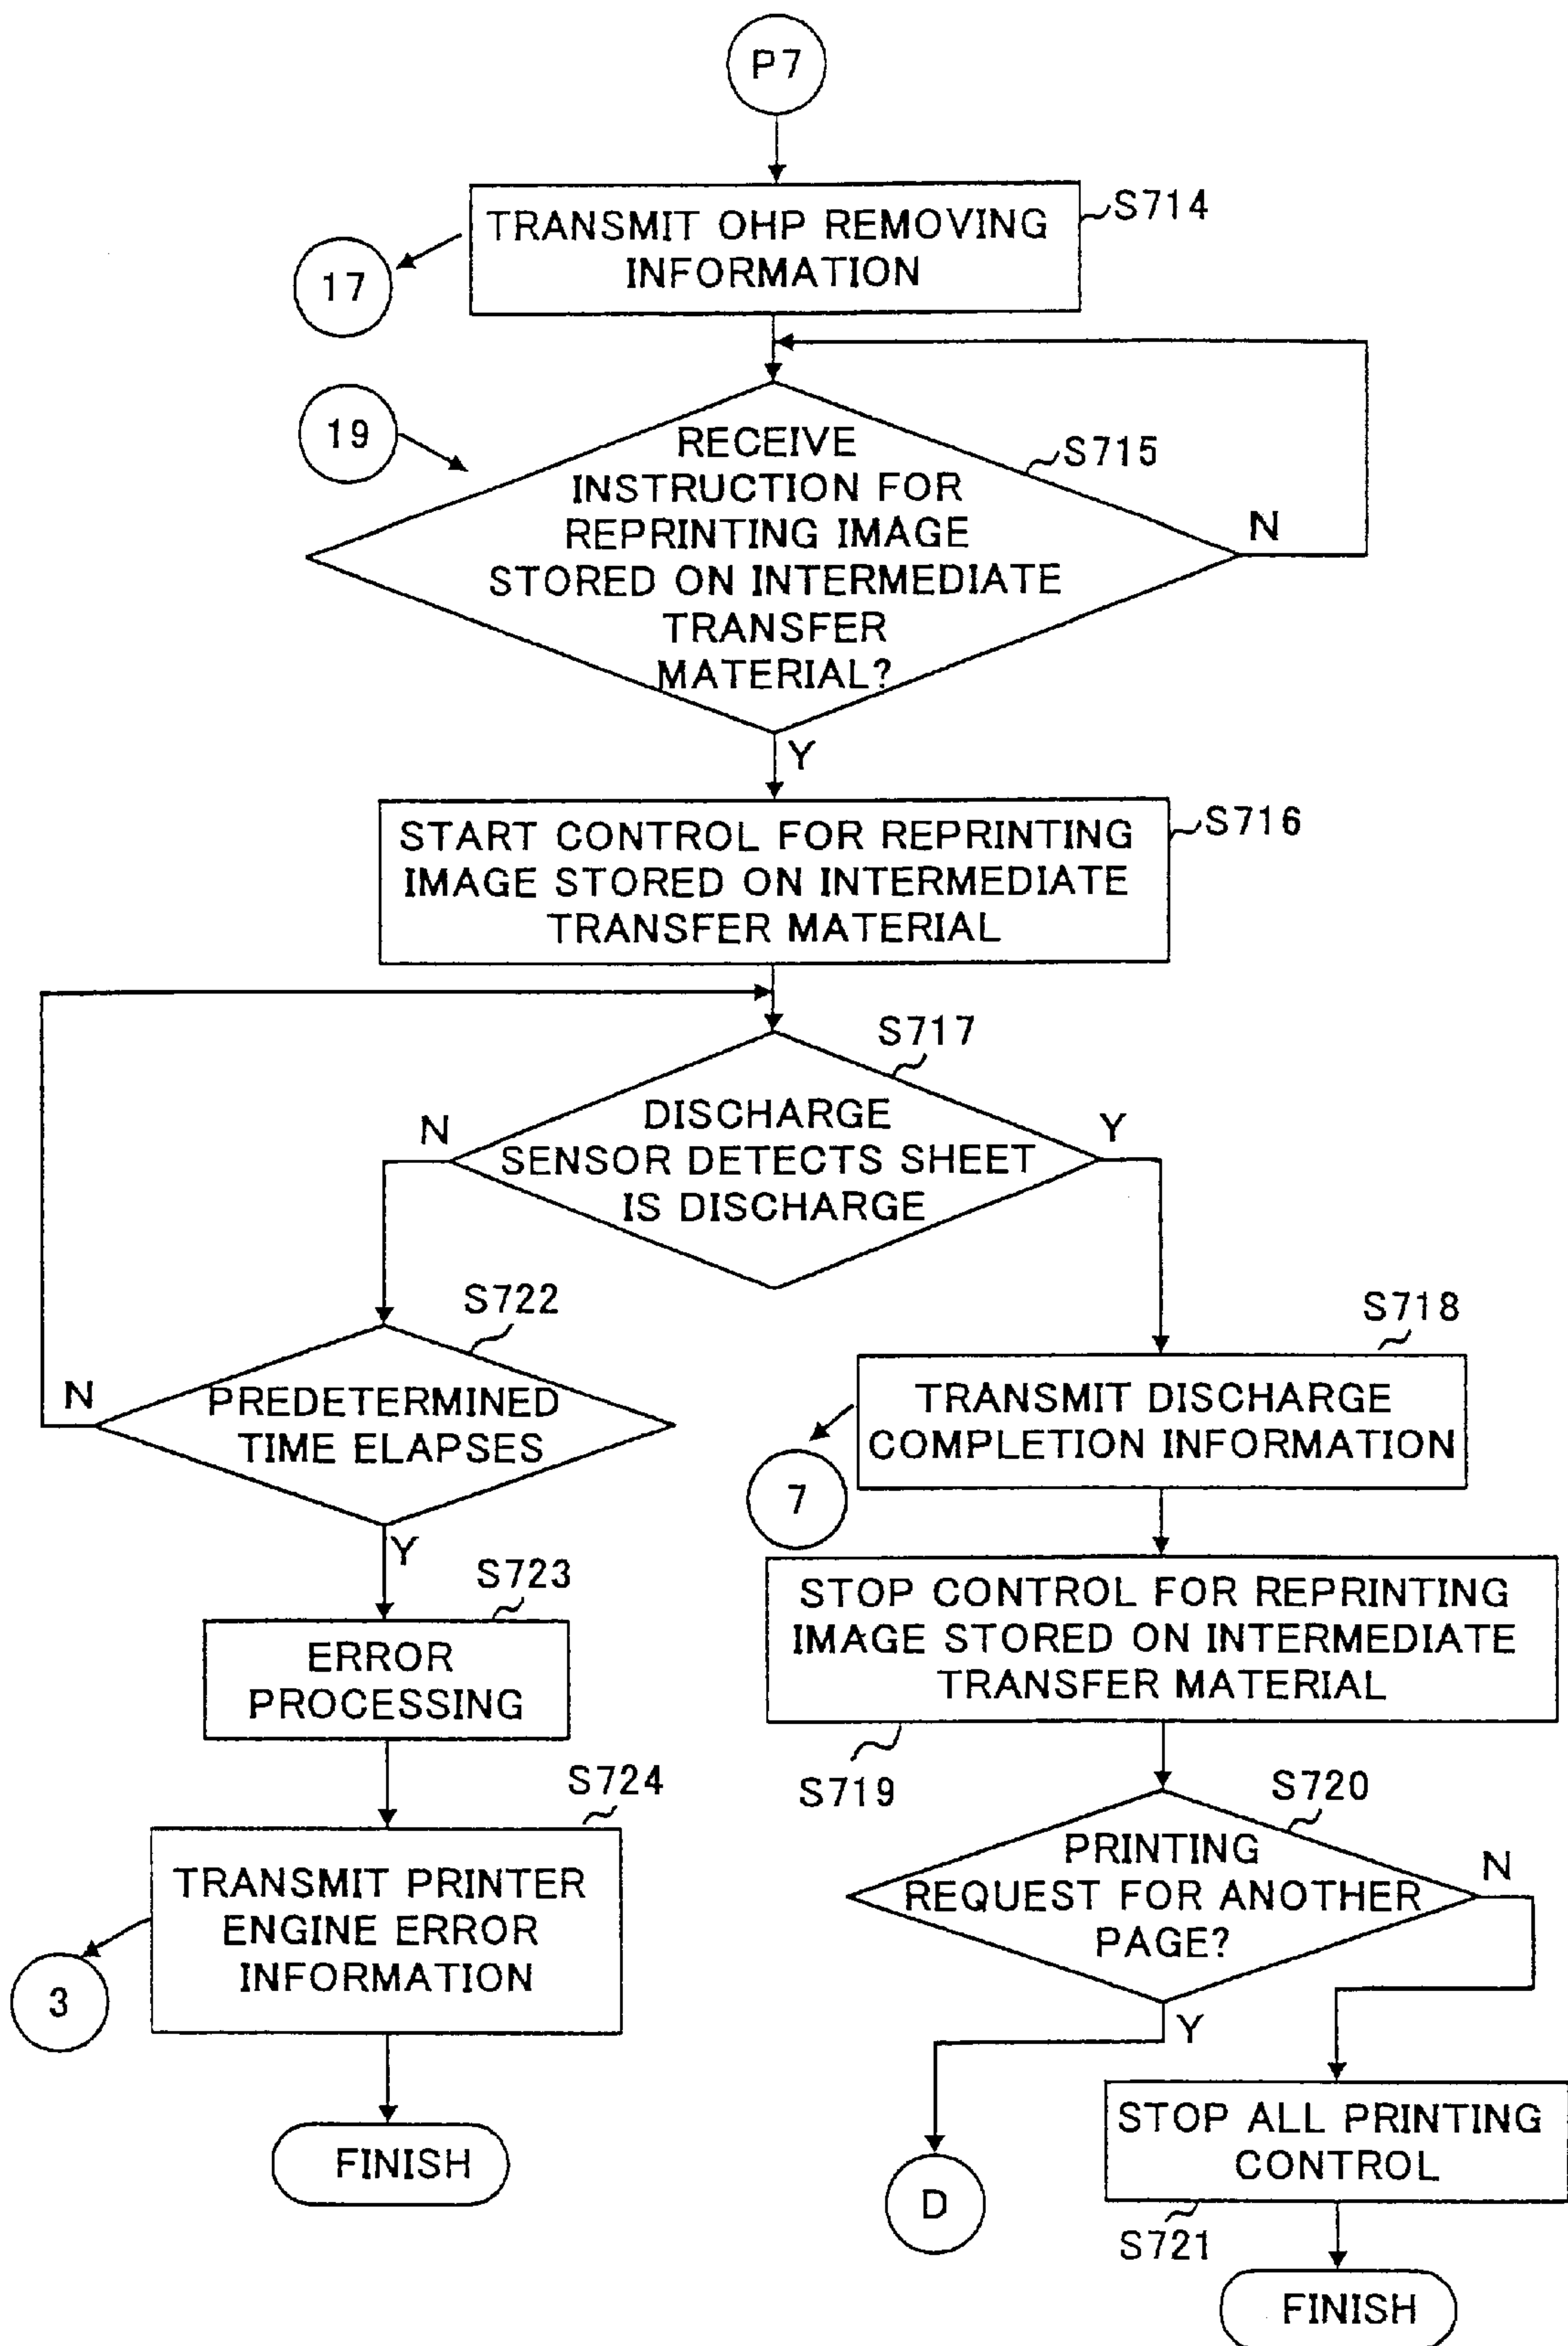 P7
TRANSMIT OHP REMOVING
INFORMATION
S714
17
19
RECEIVE
INSTRUCTION FOR
REPRINTING IMAGE
STORED ON INTERMEDIATE
TRANSFER
MATERIAL?
S715
N
Y
START CONTROL FOR REPRINTING
IMAGE STORED ON INTERMEDIATE
TRANSFER MATERIAL
S716
S717
DISCHARGE
SENSOR DETECTS SHEET
IS DISCHARGE
N
Y
S722
PREDETERMINED
TIME ELAPSES
N
Y
S723
ERROR
PROCESSING
S724
TRANSMIT PRINTER
ENGINE ERROR
INFORMATION
3
FINISH
S718
TRANSMIT DISCHARGE
COMPLETION INFORMATION
7
STOP CONTROL FOR REPRINTING
IMAGE STORED ON INTERMEDIATE
TRANSFER MATERIAL
S719
S720
PRINTING
REQUEST FOR ANOTHER
PAGE?
N
Y
D
STOP ALL PRINTING
CONTROL
S721
FINISH